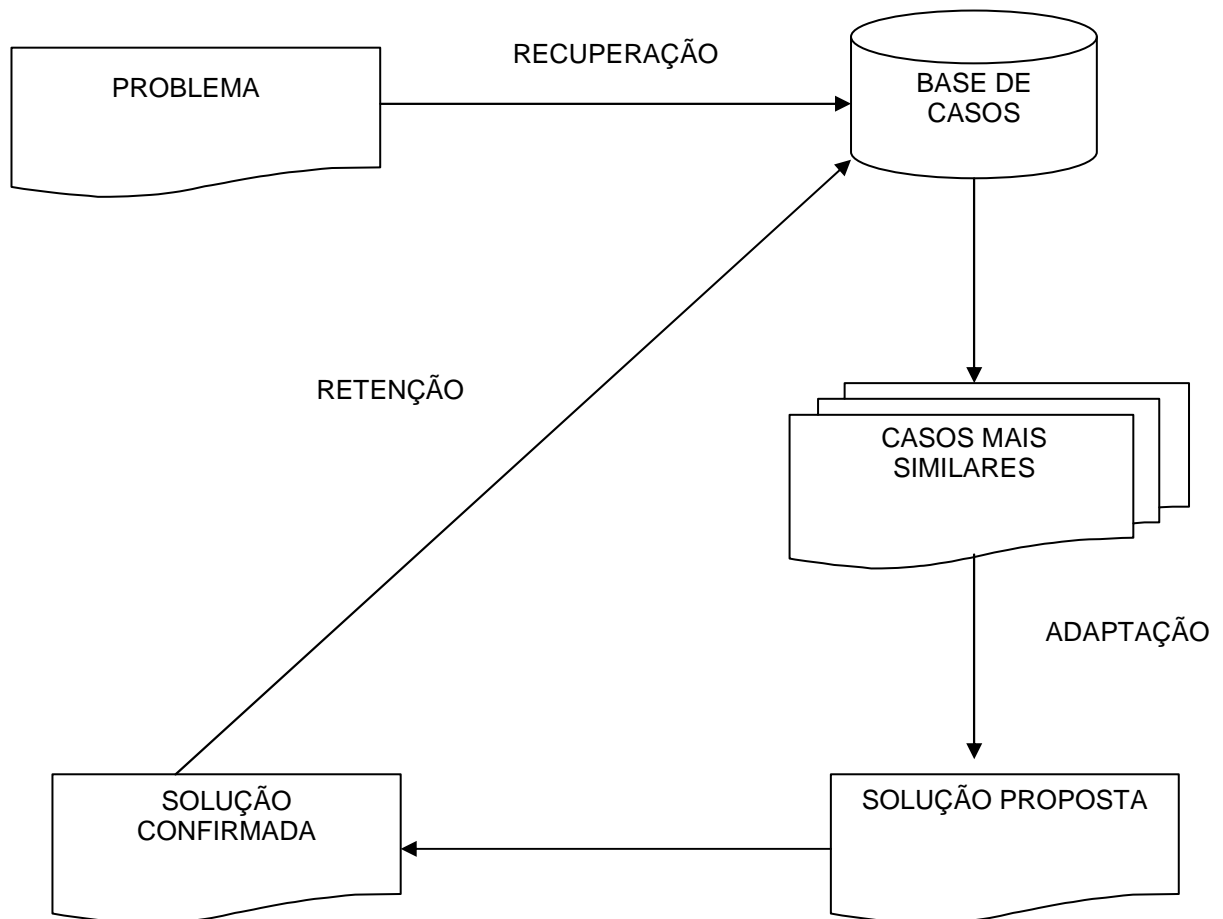 RECUPERAÇÃO
PROBLEMA
BASE DE
CASOS
RETENÇÃO
CASOS MAIS
SIMILARES
ADAPTAÇÃO
SOLUÇÃO
CONFIRMADA
SOLUÇÃO PROPOSTA